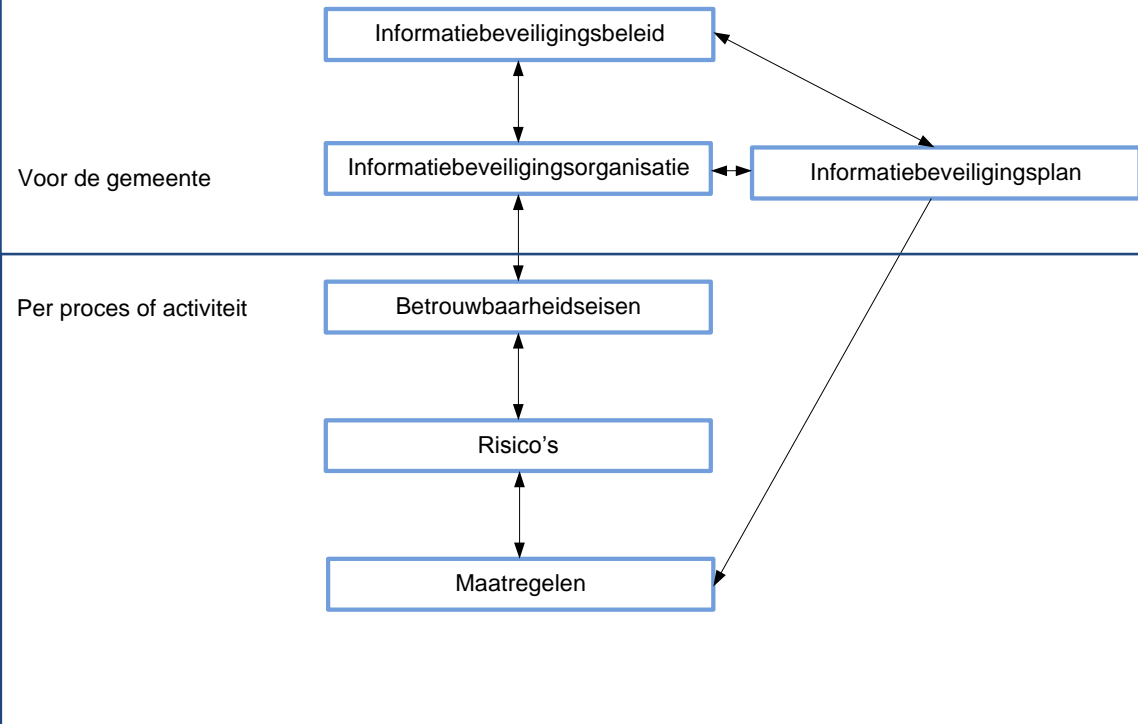 Informatiebeveiligingsbeleid
Voor de gemeente
Informatiebeveiligingsorganisatie
Informatiebeveiligingsplan
Per proces of activiteit
Betrouwbaarheidseisen
Risico’s
Maatregelen